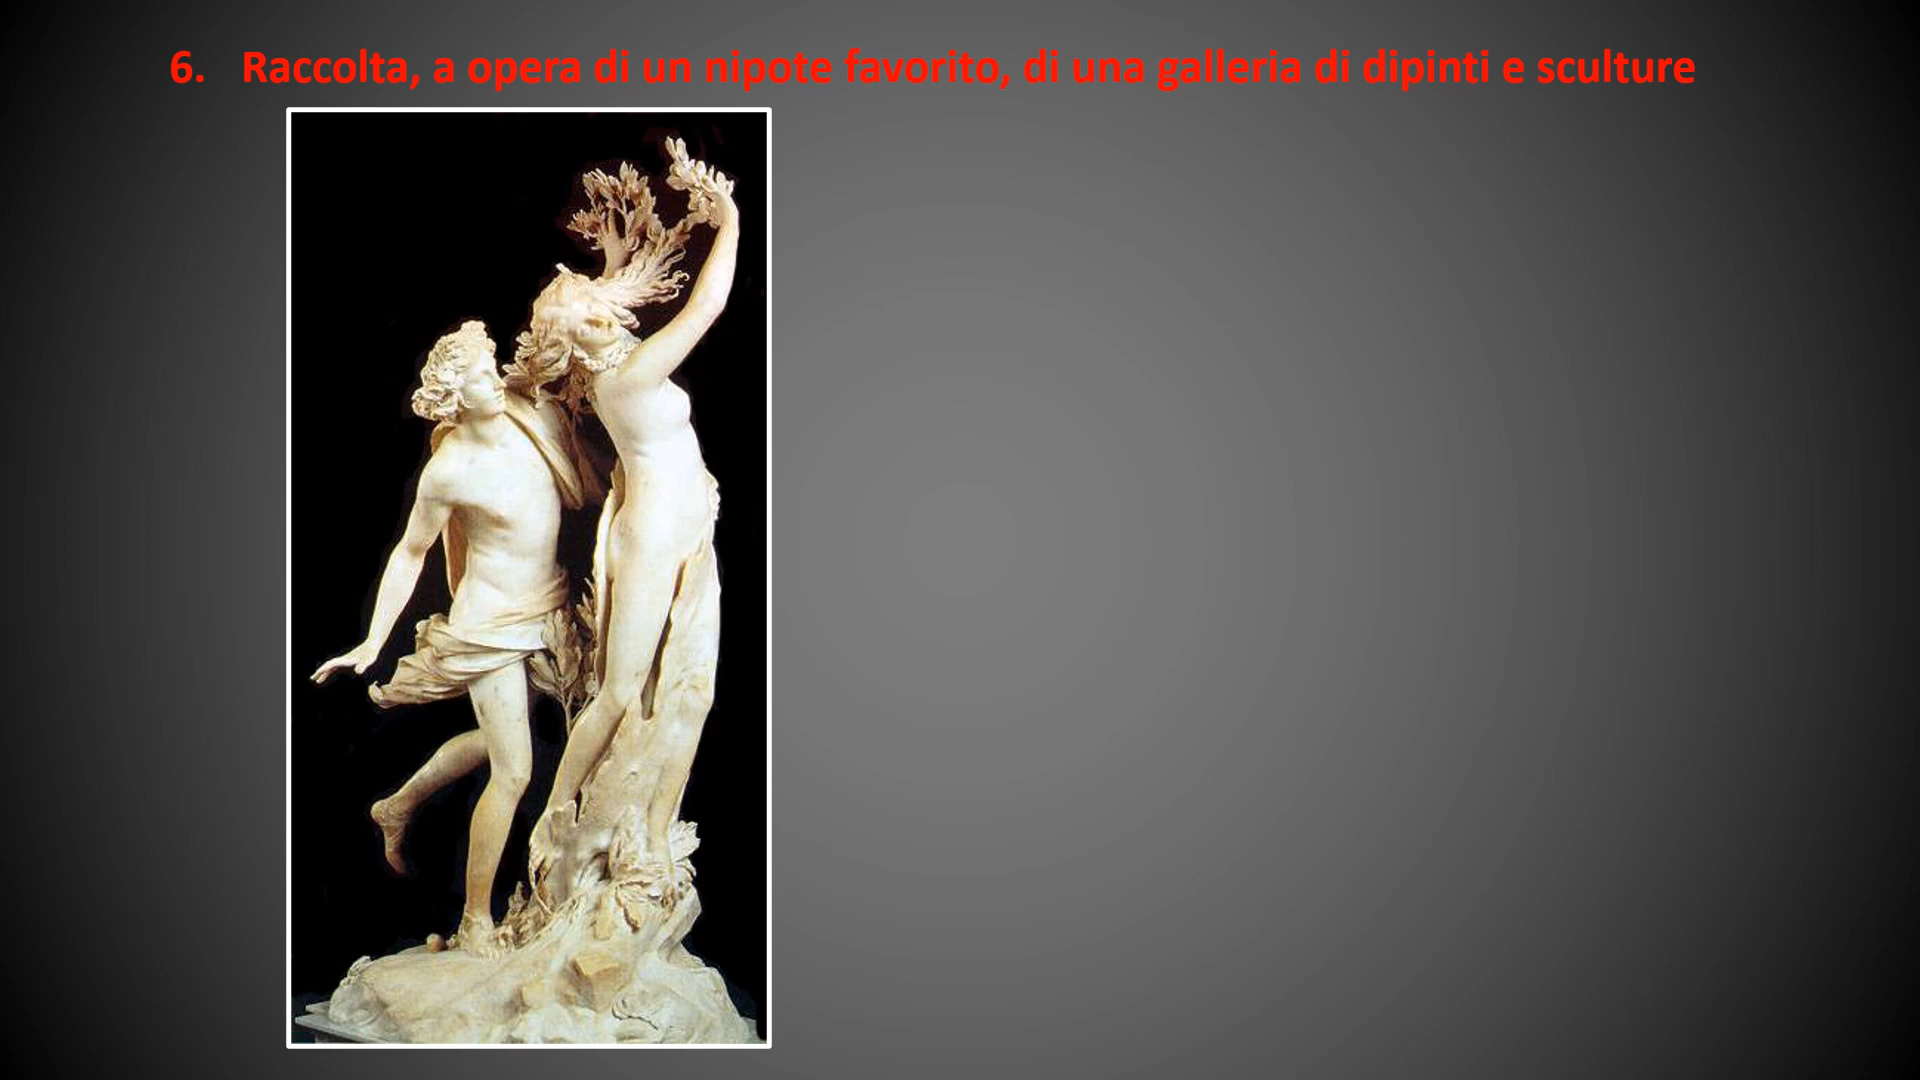 6. Raccolta, a opera di un nipote favorito, di una galleria di dipinti e sculture